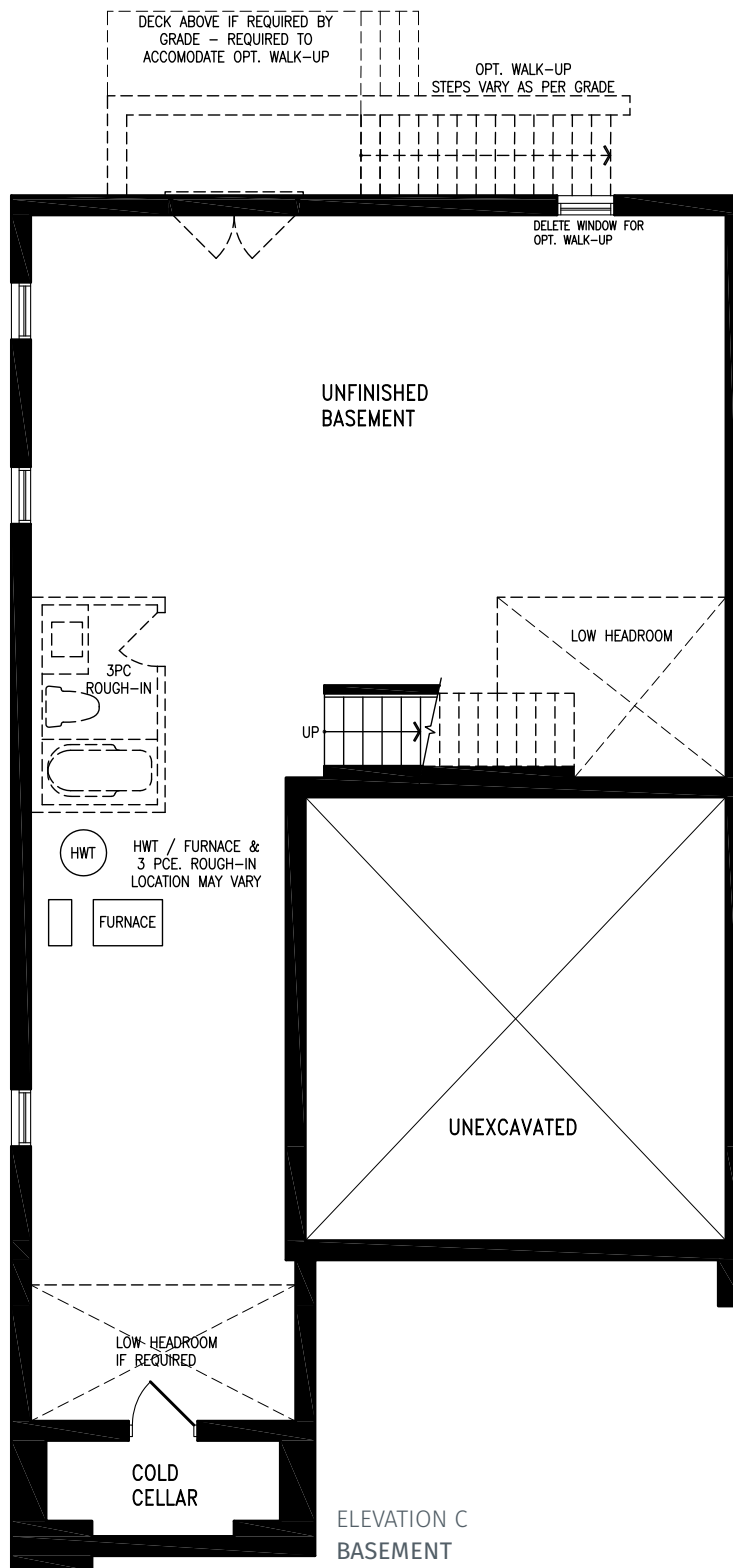 DECK ABOVE IF REQUIRED BY
GRADE – REQUIRED TO
ACCOMODATE OPT. WALK–UP
OPT. WALK–UP
STEPS VARY AS PER GRADE
DELETE WINDOW FOR
OPT. WALK–UP
UNFINISHED
BASEMENT
LOW HEADROOM
3PC
ROUGH–IN
UP
HWT
HWT / FURNACE &
3 PCE. ROUGH–IN
LOCATION MAY VARY
FURNACE
UNEXCAVATED
LOW HEADROOM
IF REQUIRED
COLD
CELLAR
ELEVATION C
BASEMENT